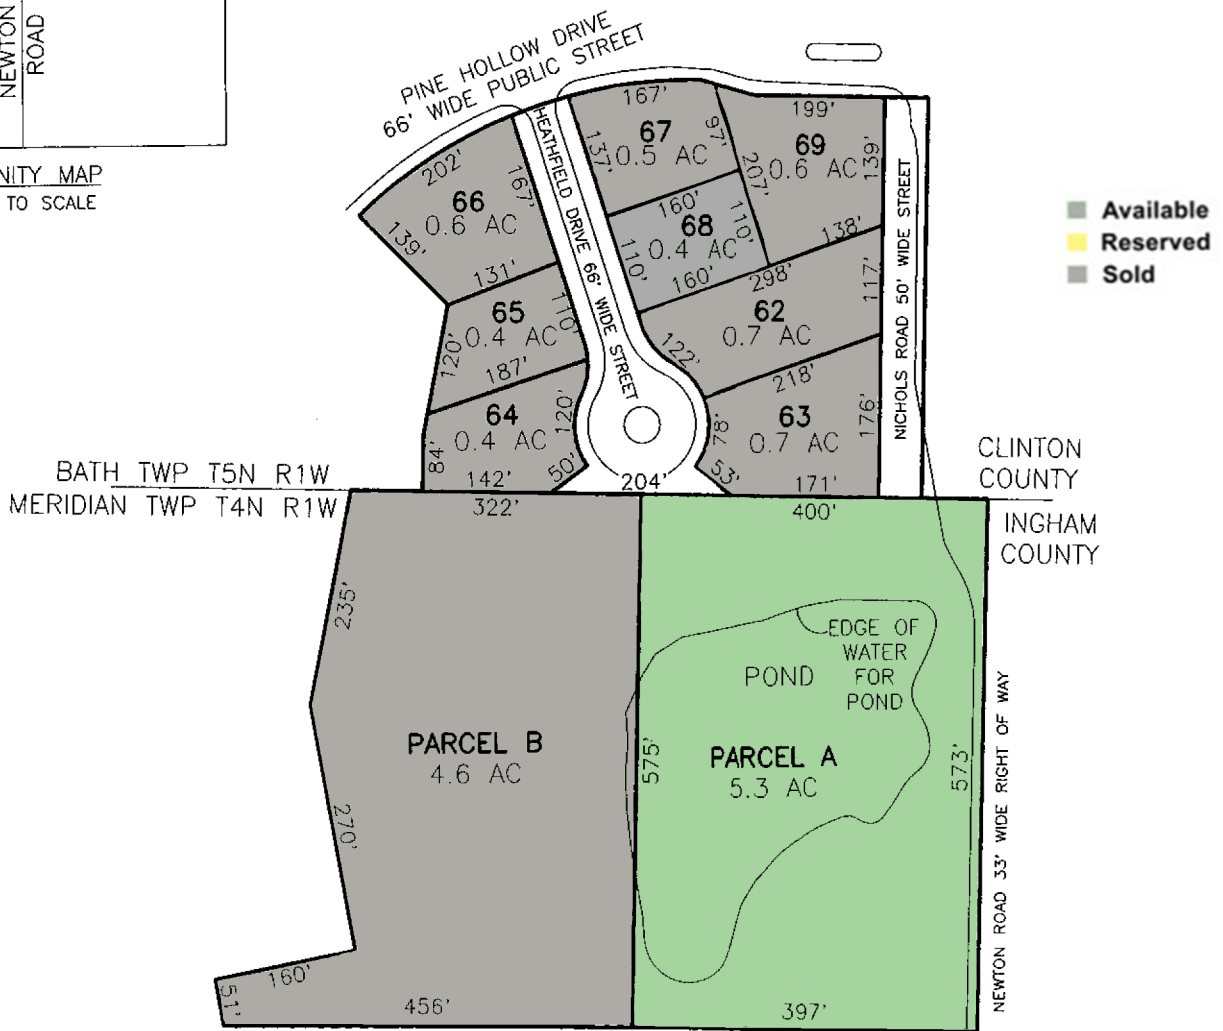 NEWTON
ROAD
NITY MAP
TO SCALE
PINE HOLLOW DRIVE
66' WIDE PUBLIC STREET
HEATHFIELD DRIVE 66' WIDE STREET
NICHOLS ROAD 50' WIDE STREET
202'
66
0.6 AC
167'
139'
131'
167'
67
0.5 AC
137'
97'
160'
199'
69
0.6 AC
139'
207'
138'
68
0.4 AC
110'
110'
160'
65
0.4 AC
110'
120'
187'
298'
62
0.7 AC
117'
122'
218'
64
0.4 AC
120'
84'
142'
50'
63
0.7 AC
176'
78'
53'
171'
204'
Available
Reserved
Sold
BATH TWP T5N R1W
MERIDIAN TWP T4N R1W
CLINTON
COUNTY
INGHAM
COUNTY
322'
400'
235'
EDGE OF
WATER
FOR
POND
POND
PARCEL B
4.6 AC
PARCEL A
5.3 AC
575'
573'
270'
160'
51'
456'
397'
NEWTON ROAD 33' WIDE RIGHT OF WAY